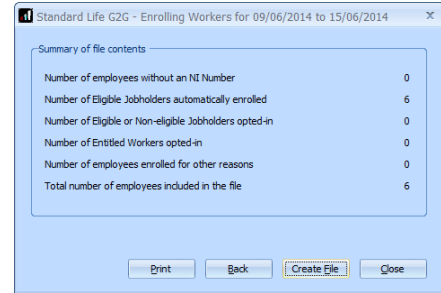 Standard Life G2G - Enrolling Workers for 09/06/2014 to 15/06/2014 x
Summary of file contents
Number of employees without an NI Number 0
Number of Eligible Jobholders automatically enrolled 6
Number of Eligible or Non-eligible Jobholders opted-in 0
Number of Entitled Workers opted-in 0
Number of employees enrolled for other reasons 0
Total number of employees included in the file 6
Print Back Create File Close